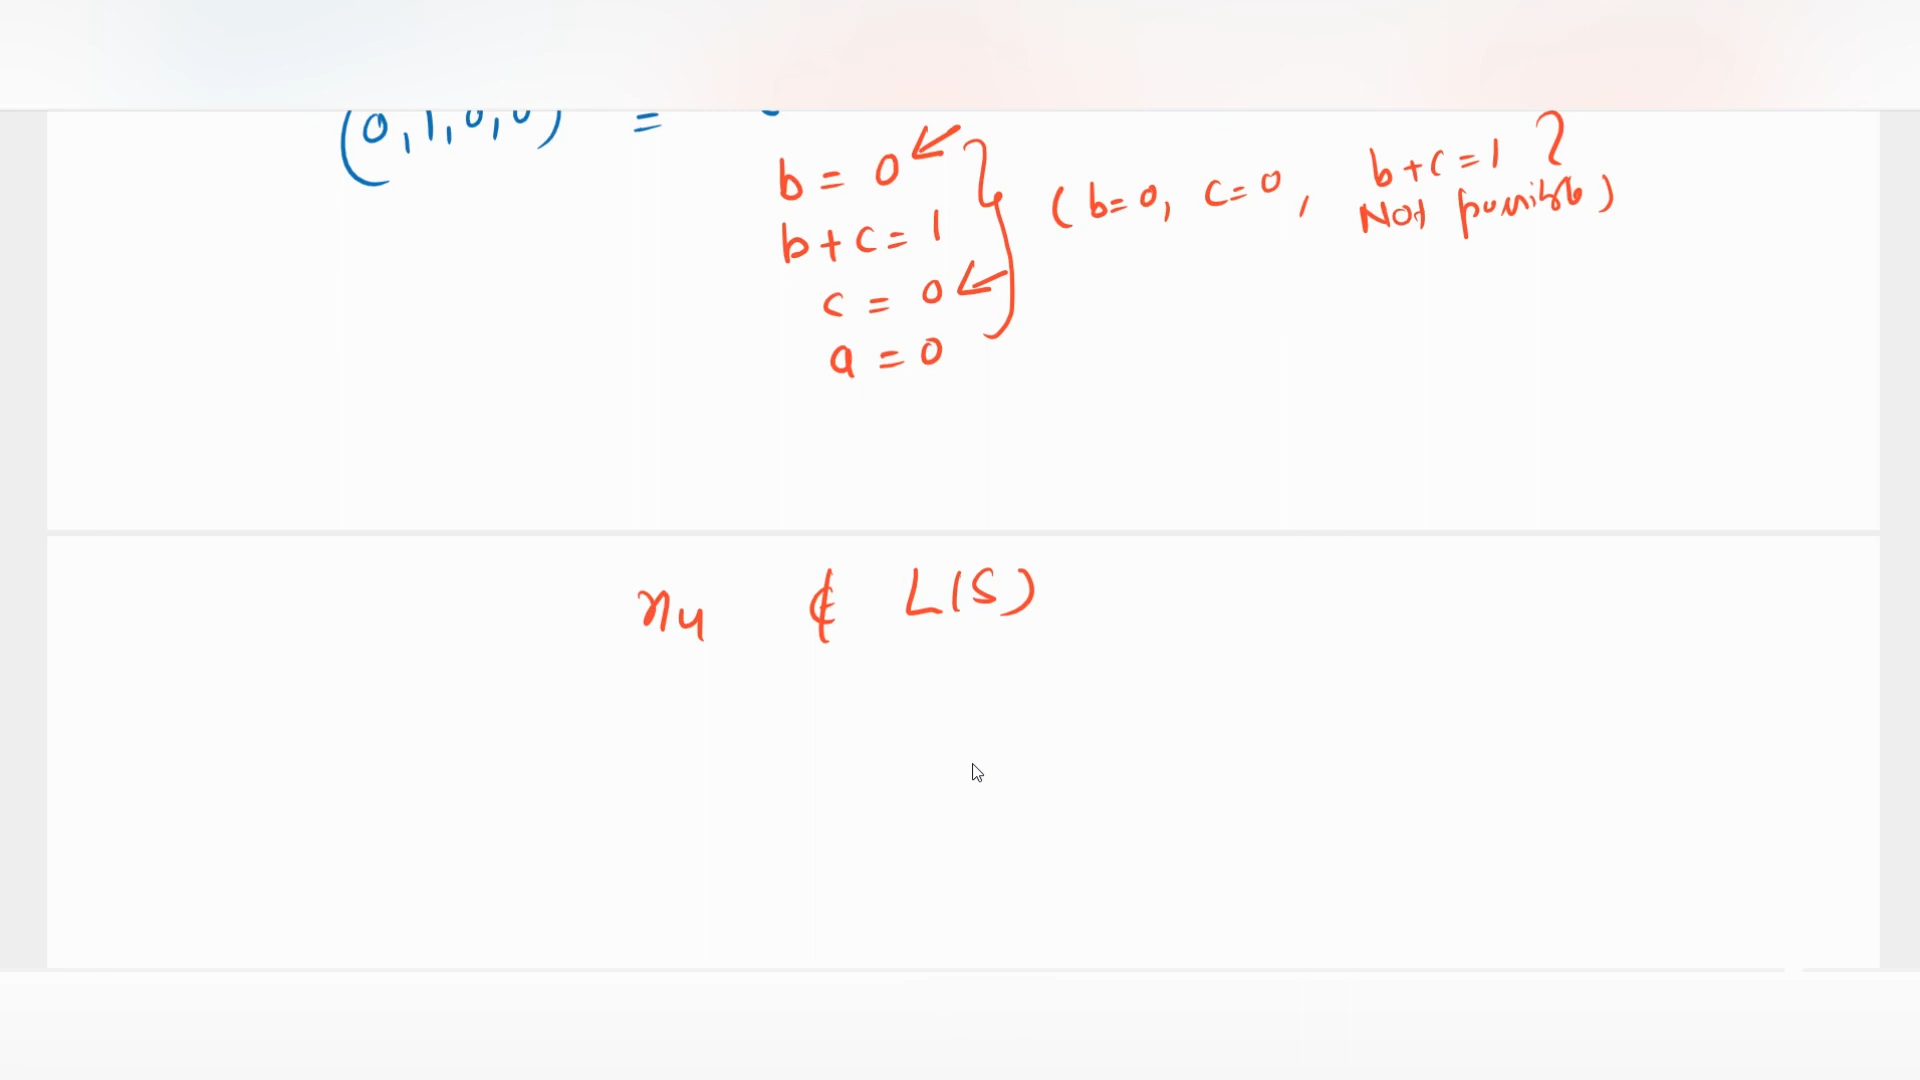 (0,1,0,0) =
b = 0
b+c = 1
c = 0
a = 0
(b=0, c=0, b+c=1
Not possible)
x4 ∉ L(S)